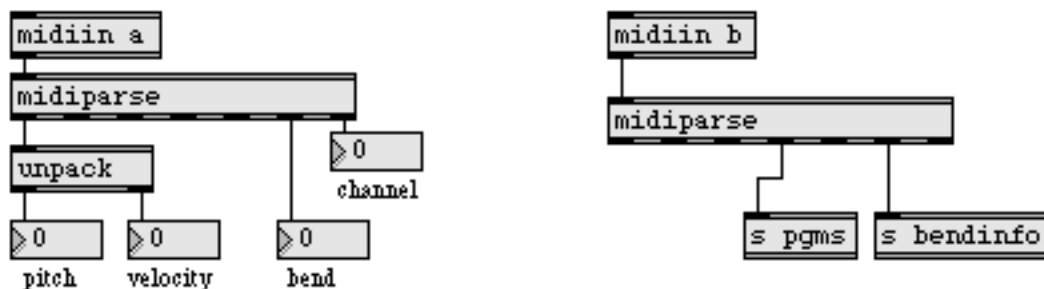 midiin a
midiparse
unpack
0
channel
0
0
0
pitch
velocity
bend
midiin b
midiparse
s pgms
s bendinfo